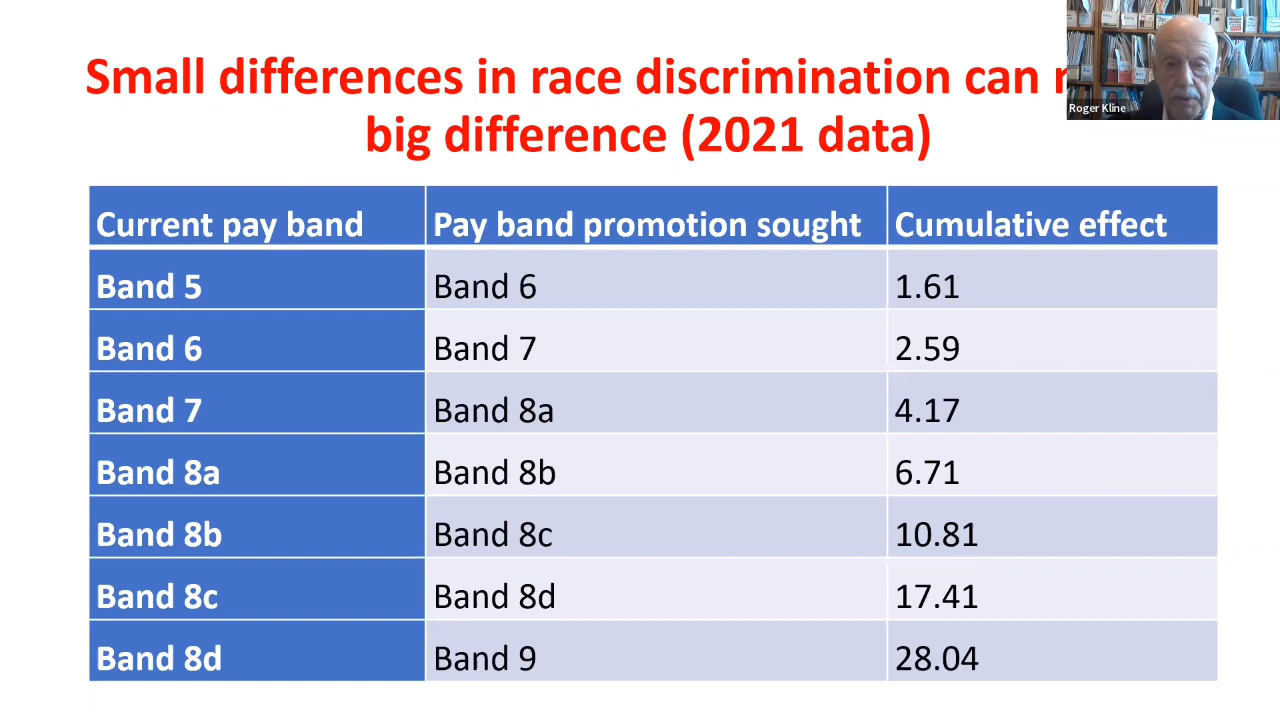 Small differences in race discrimination can
big difference (2021 data)
Roger Kline
Current pay band Pay band promotion sought Cumulative effect
Band 5 Band 6 1.61
Band 6 Band 7 2.59
Band 7 Band 8a 4.17
Band 8a Band 8b 6.71
Band 8b Band 8c 10.81
Band 8c Band 8d 17.41
Band 8d Band 9 28.04